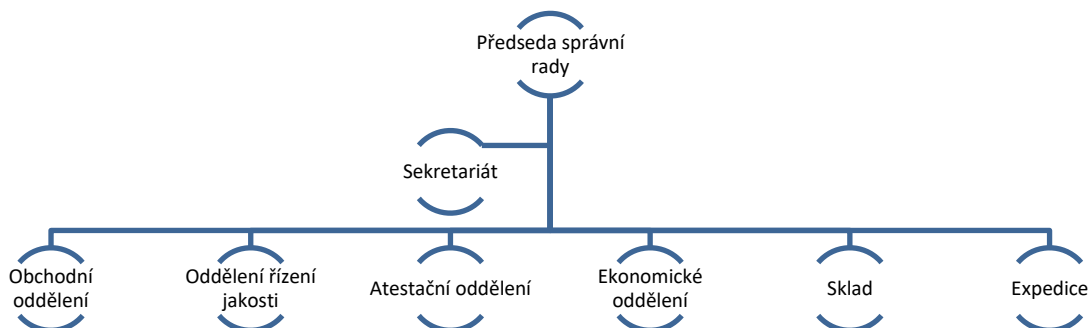 Předseda správní
rady
Sekretariát
Obchodní
oddělení
Oddělení řízení
jakosti
Atestační oddělení
Ekonomické
oddělení
Sklad
Expedice